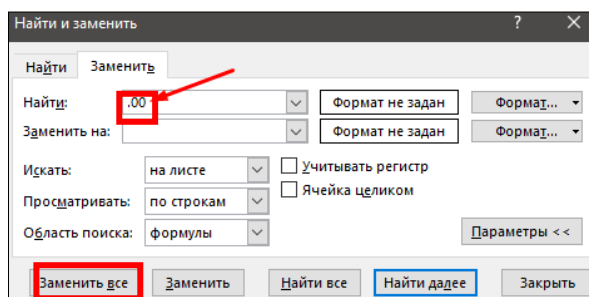 Найти и заменить ? ×
Найти Заменить
Найти: .00 Формат не задан Формат...
Заменить на: Формат не задан Формат...
Искать: на листе Учитывать регистр
Просматривать: по строкам Ячейка целиком
Область поиска: формулы Параметры <<
Заменить все Заменить Найти все Найти далее Закрыть